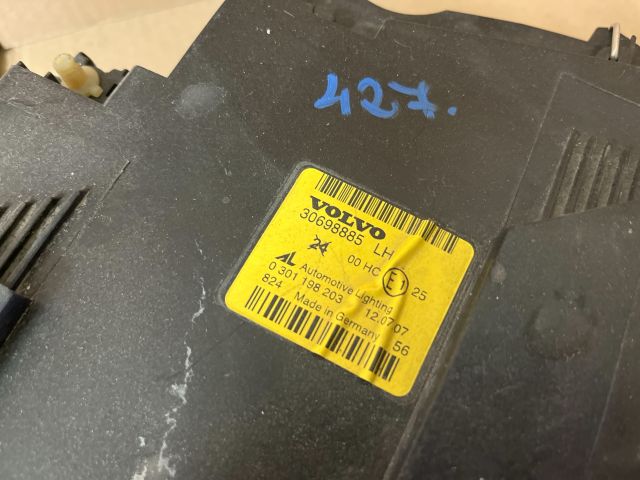 427.
VOLVO
30698885 LH
24 00 HC E1 25
AL Automotive Lighting
0 301 198 203 12.07.07
824 Made in Germany 56